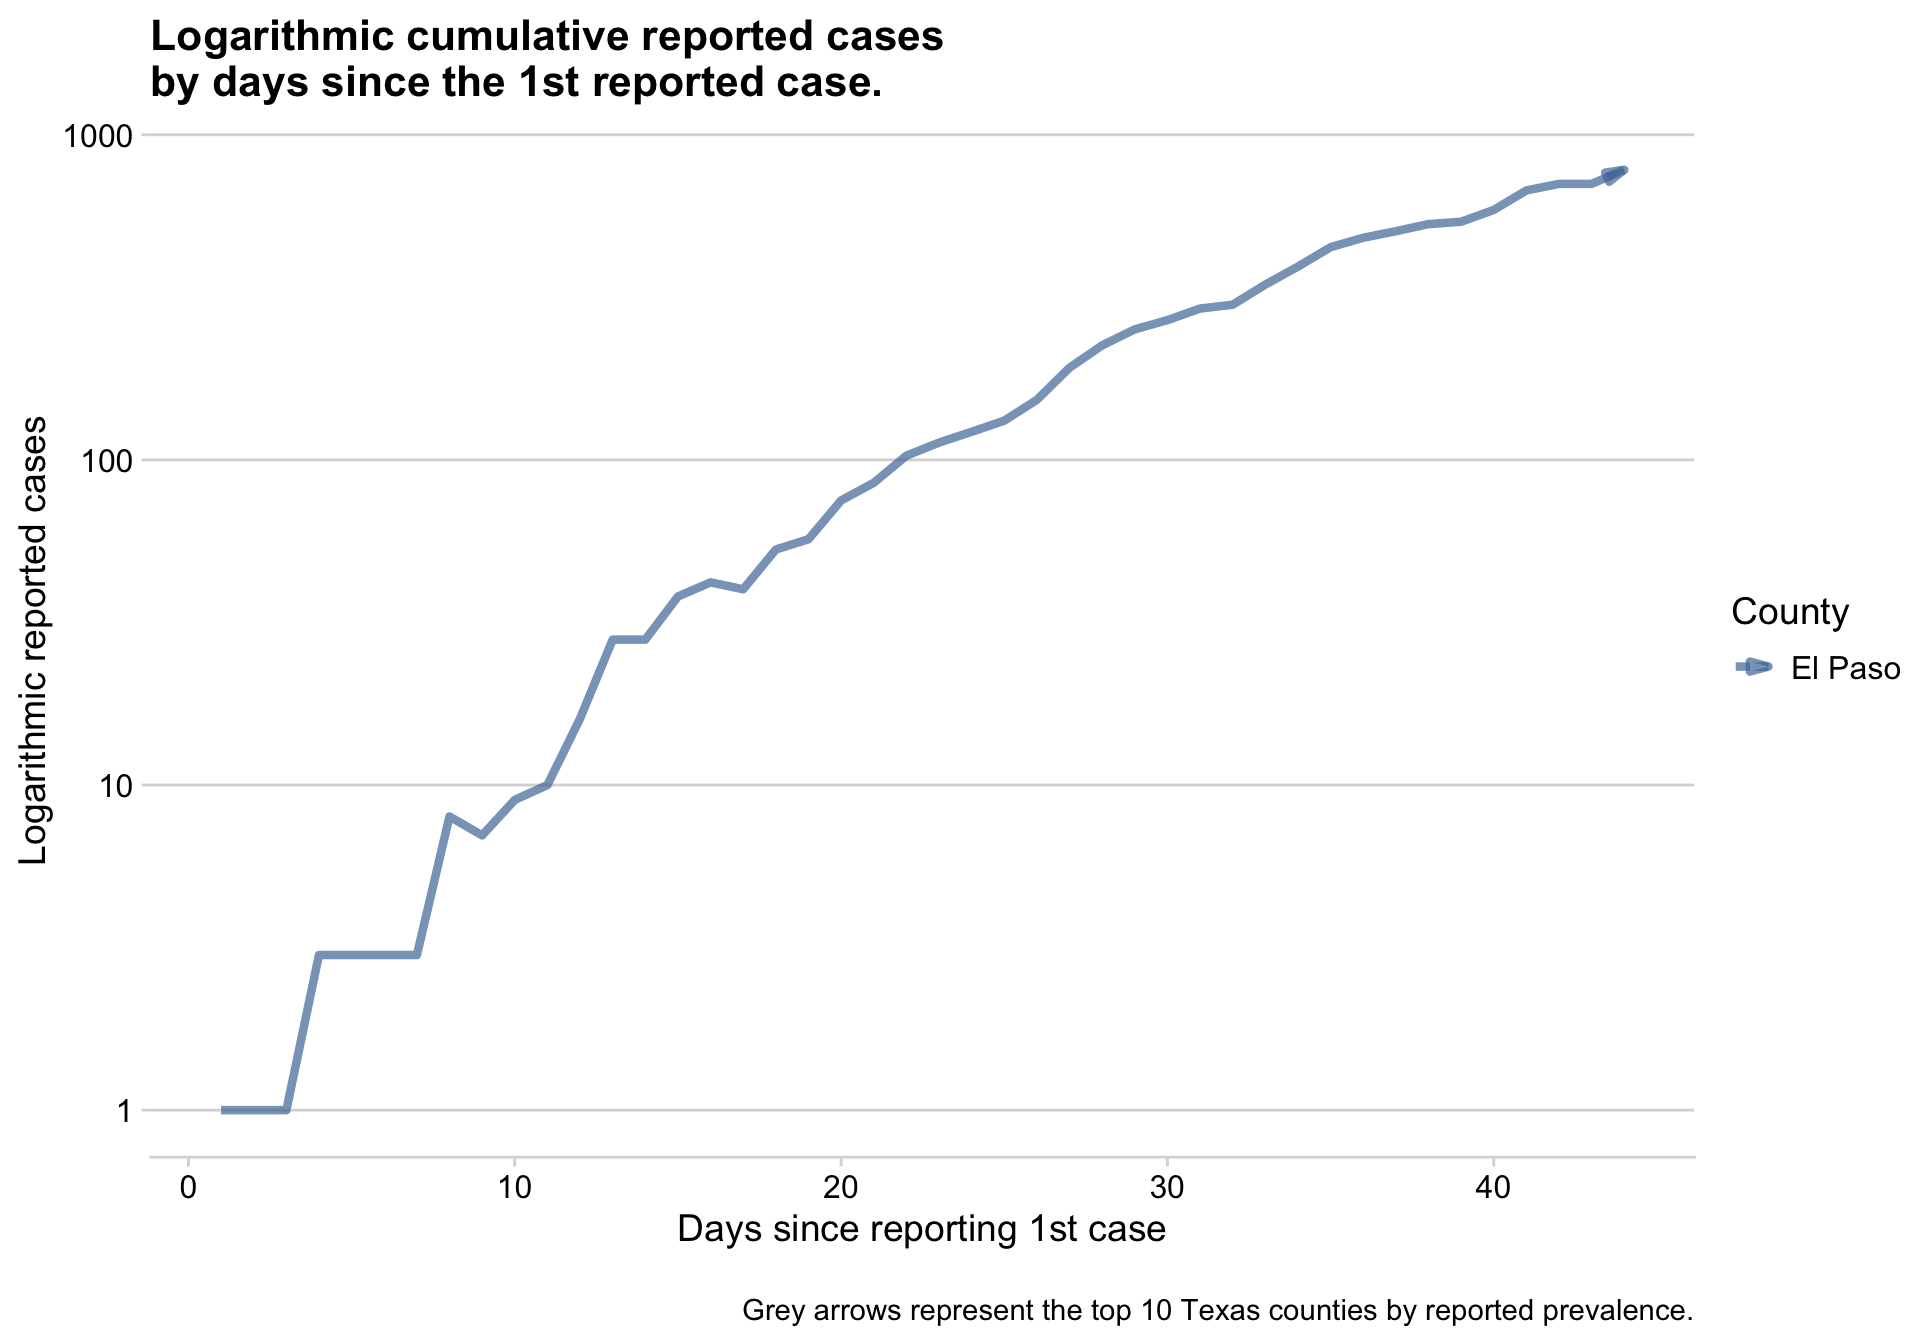 Logarithmic cumulative reported cases
by days since the 1st reported case.
1000
100
10
1
Logarithmic reported cases
0 10 20 30 40
Days since reporting 1st case
County
El Paso
Grey arrows represent the top 10 Texas counties by reported prevalence.